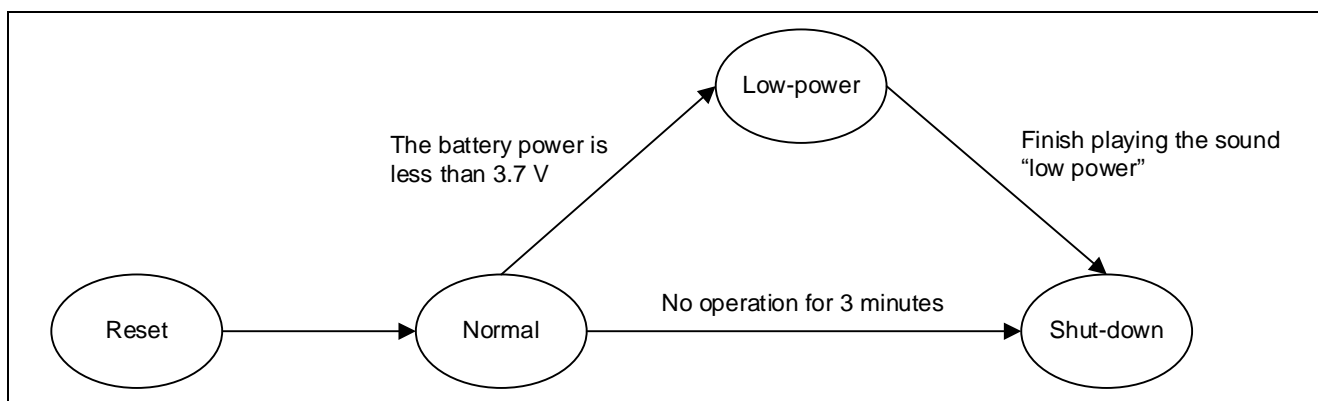 Low-power
The battery power is
less than 3.7 V
Finish playing the sound
“low power”
Reset
Normal
No operation for 3 minutes
Shut-down